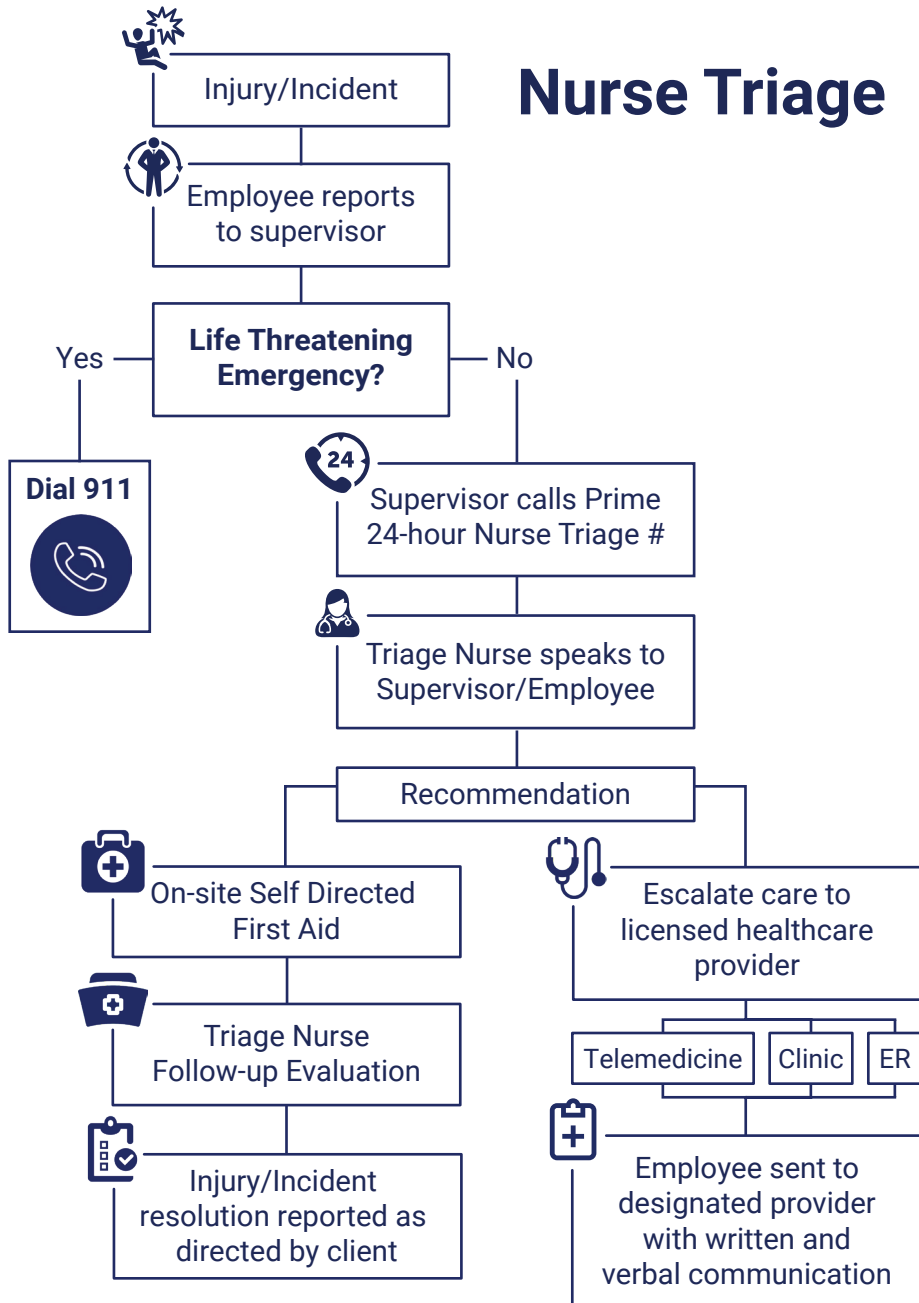 Nurse Triage
Injury/Incident
Employee reports
to supervisor
Life Threatening
Emergency?
Yes
No
Dial 911
24
Supervisor calls Prime
24-hour Nurse Triage #
Triage Nurse speaks to
Supervisor/Employee
Recommendation
On-site Self Directed
First Aid
Triage Nurse
Follow-up Evaluation
Injury/Incident
resolution reported as
directed by client
Escalate care to
licensed healthcare
provider
Telemedicine
Clinic
ER
Employee sent to
designated provider
with written and
verbal communication